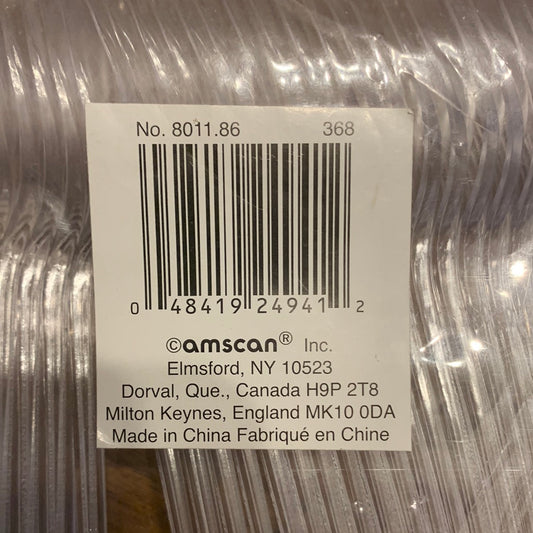 No. 8011.86 368
0 48419 24941 2
©amscan® Inc.
Elmsford, NY 10523
Dorval, Que., Canada H9P 2T8
Milton Keynes, England MK10 0DA
Made in China Fabriqué en Chine